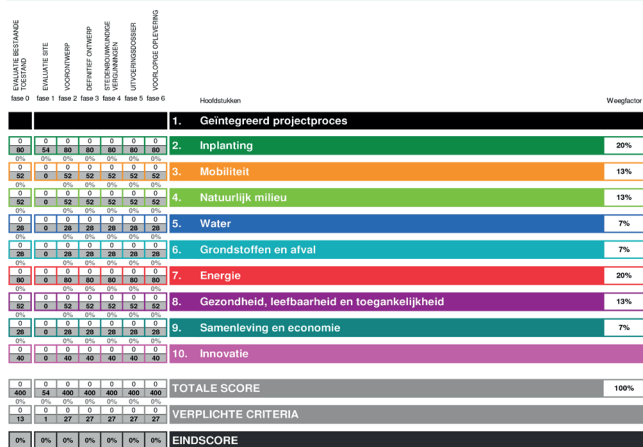 EVALUATIE BESTAANDE TOESTAND
EVALUATIE SITE
VOORONTWERP
DEFINITIEF ONTWERP
STEDENBOUWKUNDIGE VERGUNNINGEN
UITVOERINGSDOSSIER
VOORLOPIGE OPLEVERING
fase 0 fase 1 fase 2 fase 3 fase 4 fase 5 fase 6 Hoofdstukken Weegfactor
1. Geïntegreerd projectproces
0 0 0 0 0 0 0
2. Inplanting 20%
80 54 80 80 80 80 80
0% 0% 0% 0% 0% 0% 0%
0 0 0 0 0 0 0
3. Mobiliteit 13%
52 0 52 52 52 52 52
0% 0% 0% 0% 0% 0%
0 0 0 0 0 0 0
4. Natuurlijk milieu 13%
52 0 52 52 52 52 52
0% 0% 0% 0% 0% 0%
0 0 0 0 0 0 0
5. Water 7%
28 0 28 28 28 28 28
0% 0% 0% 0% 0% 0%
0 0 0 0 0 0 0
6. Grondstoffen en afval 7%
28 0 28 28 28 28 28
0% 0% 0% 0% 0% 0%
0 0 0 0 0 0 0
7. Energie 20%
80 0 80 80 80 80 80
0% 0% 0% 0% 0% 0%
0 0 0 0 0 0 0
8. Gezondheid, leefbaarheid en toegankelijkheid 13%
52 0 52 52 52 52 52
0% 0% 0% 0% 0% 0%
0 0 0 0 0 0 0
9. Samenleving en economie 7%
28 0 28 28 28 28 28
0% 0% 0% 0% 0% 0%
0 0 0 0 0 0 0
10. Innovatie
40 0 40 40 40 40 40
0 0 0 0 0 0 0
TOTALE SCORE 100%
400 54 400 400 400 400 400
0% 0% 0% 0% 0% 0% 0%
0 0 0 0 0 0 0
VERPLICHTE CRITERIA
13 1 27 27 27 27 27
0% 0% 0% 0% 0% 0% 0% EINDSCORE